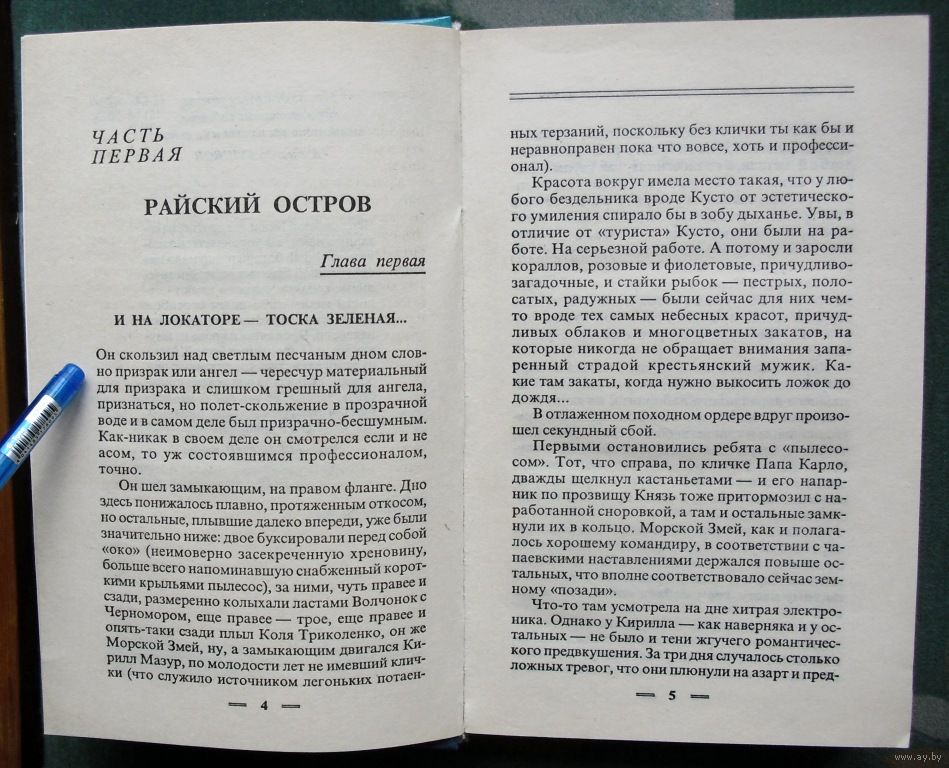 ЧАСТЬ
ПЕРВАЯ
РАЙСКИЙ ОСТРОВ
Глава первая
И НА ЛОКАТОРЕ — ТОСКА ЗЕЛЕНАЯ...
Он скользил над светлым песчаным дном слов-
но призрак или ангел — чересчур материальный
для призрака и слишком грешный для ангела,
признаться, но полет-скольжение в прозрачной
воде и в самом деле был призрачно-бесшумным.
Как-никак в своем деле он смотрелся если и не
асом, то уж состоявшимся профессионалом,
точно.
Он шел замыкающим, на правом фланге. Дно
здесь понижалось плавно, протяженным откосом,
но остальные, плывшие далеко впереди, уже были
значительно ниже: двое буксировали перед собой
«око» (неимоверно засекреченную хреновину,
больше всего напоминавшую снабженный корот-
кими крыльями пылесос), за ними, чуть правее и
сзади, размеренно колыхали ластами Волчонок с
Черномором, еще правее — трое, еще правее и
опять-таки сзади плыл Коля Триколенко, он же
Морской Змей, ну, а замыкающим двигался Ки-
рилл Мазур, по молодости лет не имевший клич-
ки (что служило источником легоньких потаен-
4
ных терзаний, поскольку без клички ты как бы и
неравноправен пока что вовсе, хоть и професси-
онал).
Красота вокруг имела место такая, что у лю-
бого бездельника вроде Кусто от эстетическо-
го умиления спирало бы в зобу дыханье. Увы, в
отличие от «туриста» Кусто, они были на ра-
боте. На серьезной работе. А потому и заросли
кораллов, розовые и фиолетовые, причудливо-
загадочные, и стайки рыбок — пестрых, поло-
сатых, радужных — были сейчас для них чем-
то вроде тех самых небесных красот, причуд-
ливых облаков и многоцветных закатов, на
которые никогда не обращает внимания запа-
ренный страдой крестьянский мужик. Ка-
кие там закаты, когда нужно выкосить ложок до
дождя...
В отлаженном походном ордере вдруг произо-
шел секундный сбой.
Первыми остановились ребята с «пылесо-
сом». Тот, что справа, по кличке Папа Карло,
дважды щелкнул кастаньетами — и его напар-
ник по прозвищу Князь тоже притормозил с на-
работанной сноровкой, а там и остальные замк-
нули их в кольцо. Морской Змей, как и полага-
лось хорошему командиру, в соответствии с ча-
паевскими наставлениями держался повыше ос-
тальных, что вполне соответствовало сейчас зем-
ному «позади».
Что-то там усмотрела на дне хитрая электро-
ника. Однако у Кирилла — как наверняка и у ос-
тальных — не было и тени жгучего романтичес-
кого предвкушения. За три дня случалось столько
ложных тревог, что они плюнули на азарт и пред-
5
www.ay.by